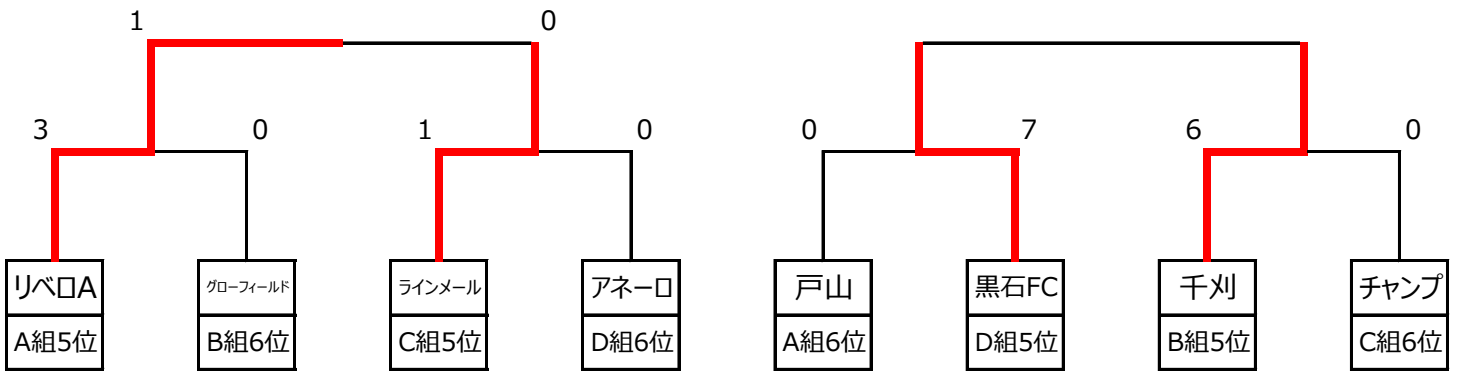 1 0
3 0 1 0 0 7 6 0
リベロA グローフィールド ラインメール アネーロ 戸山 黒石FC 千刈 チャンプ
A組5位 B組6位 C組5位 D組6位 A組6位 D組5位 B組5位 C組6位